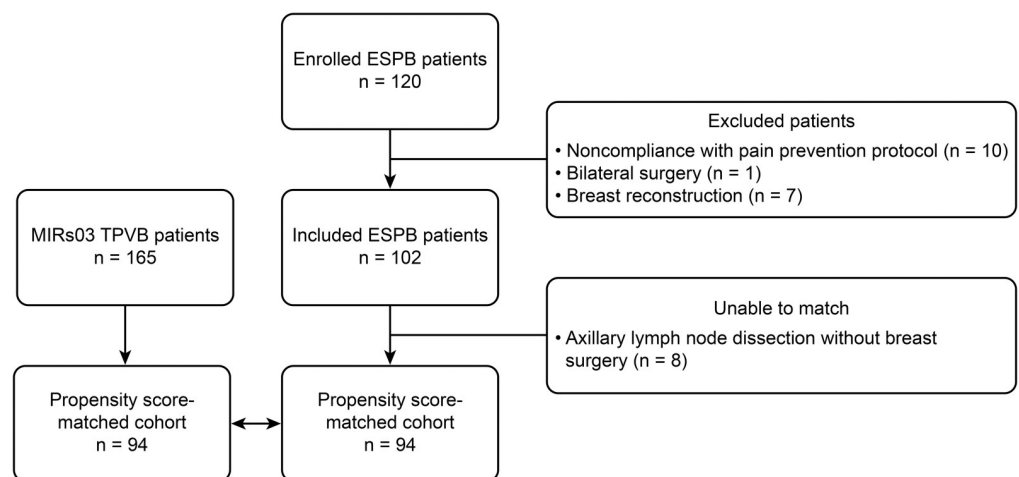 Enrolled ESPB patients
n = 120
Excluded patients
• Noncompliance with pain prevention protocol (n = 10)
• Bilateral surgery (n = 1)
• Breast reconstruction (n = 7)
MIRs03 TPVB patients
n = 165
Included ESPB patients
n = 102
Unable to match
• Axillary lymph node dissection without breast
surgery (n = 8)
Propensity score-
matched cohort
n = 94
Propensity score-
matched cohort
n = 94